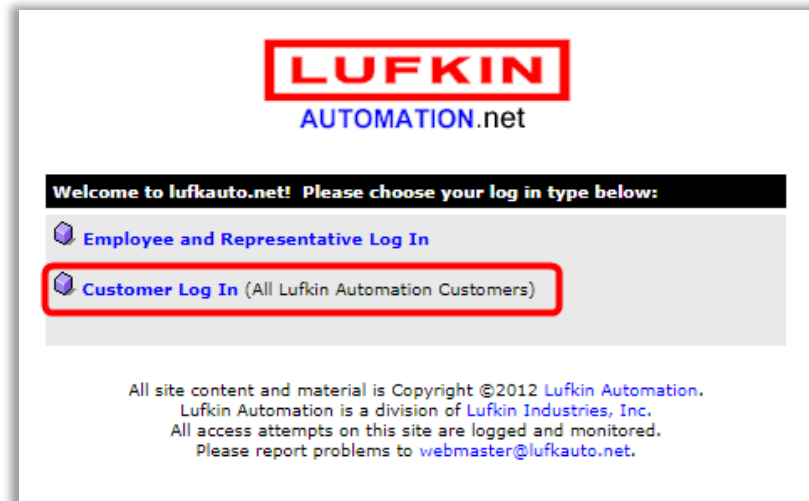 LUFKIN
AUTOMATION.net
Welcome to lufkauto.net! Please choose your log in type below:
Employee and Representative Log In
Customer Log In (All Lufkin Automation Customers)
All site content and material is Copyright ©2012 Lufkin Automation.
Lufkin Automation is a division of Lufkin Industries, Inc.
All access attempts on this site are logged and monitored.
Please report problems to webmaster@lufkauto.net.